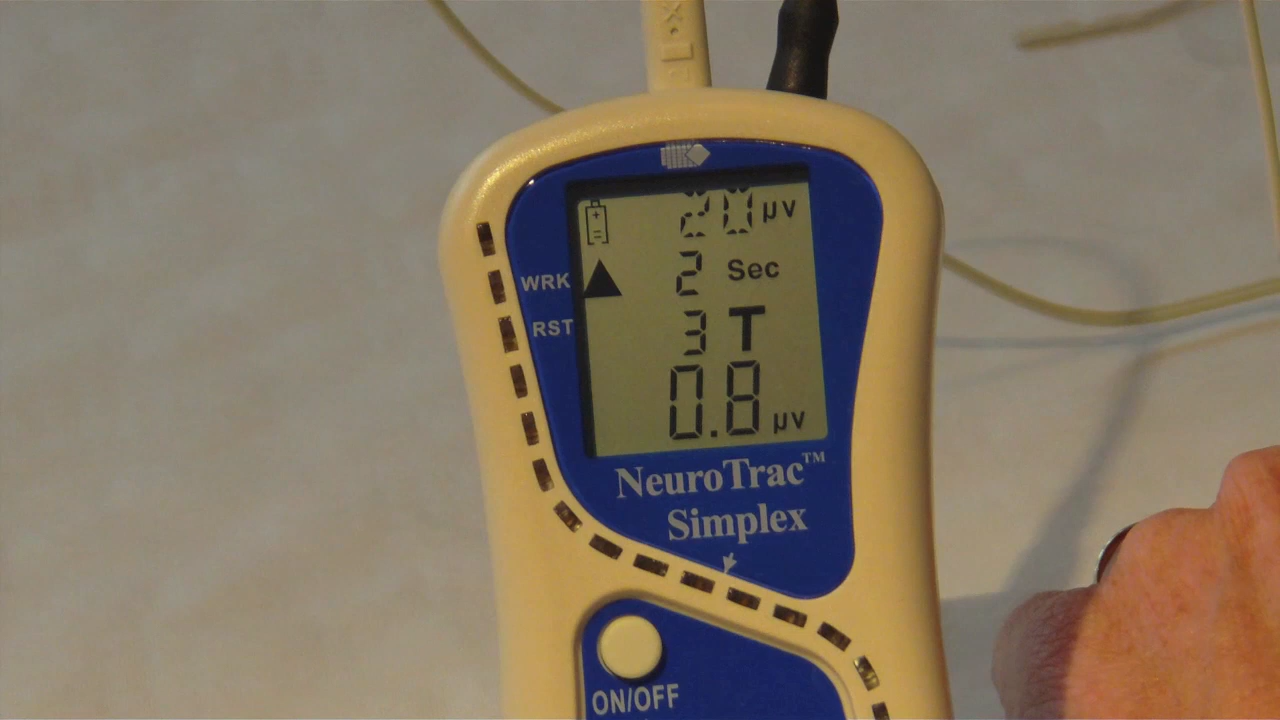 20 µv
WRK 2 Sec
RST 3 T
0.8 µv
NeuroTrac™
Simplex
ON/OFF